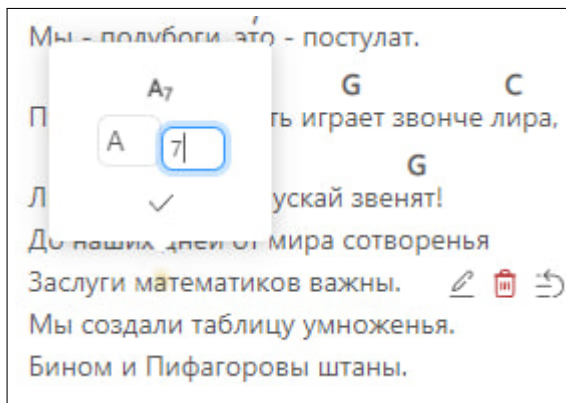 Мы - полубоги, это - постулат.
A7
G C
П ть играет звонче лира,
A 7
G
Л ускай звенят!
До наших дней от мира сотворенья
Заслуги математиков важны.
Мы создали таблицу умноженья.
Бином и Пифагоровы штаны.